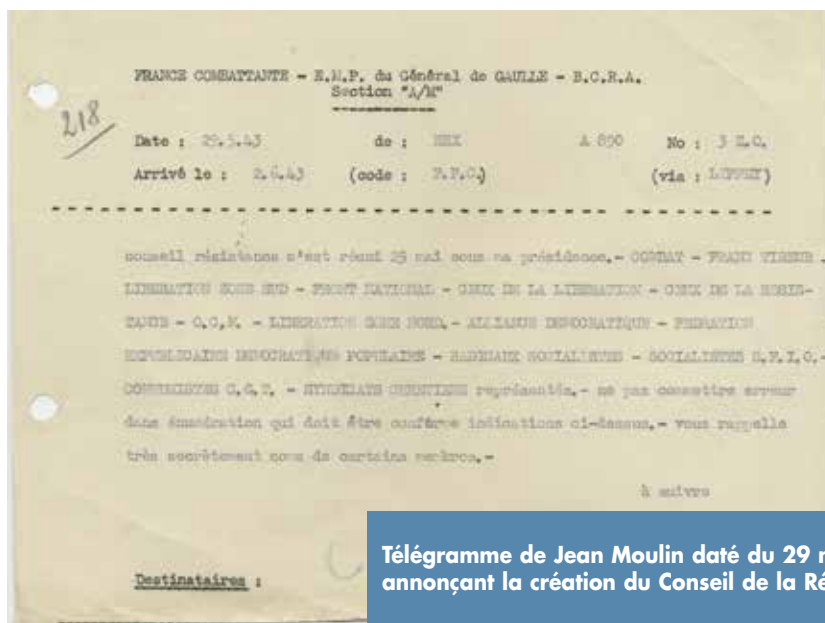 FRANCE COMBATTANTE - E.M.P. du Général de GAULLE - B.C.R.A.
Section "A/M"
218
Date : 29.5.43 de : REX A 890 No : 3 Z.O.
Arrivé le : 2.6.43 (code : F.F.C.) (via :
conseil résistance s'est réuni 25 mai sous ma présidence.- COMBAT - FRANC TIREUR .
LIBERATION ZONE SUD - FRONT NATIONAL - CEUX DE LA LIBERATION - CEUX DE LA RESIS-
TANCE - O.C.M. - LIBERATION ZONE NORD.- ALLIANCE DEMOCRATIQUE -
REPUBLICAINE DEMOCRATIQUE POPULAIRE - RADICAUX SOCIALISTES - SOCIALISTES S.F.I.O.-
COMMUNISTES C.G.T. - SYNDICATS CHRETIENS représentés.- ne pas commettre erreur
dans énumération qui doit être conforme indications ci-dessus.- vous rappelle
très secrètement noms de certains membres.-
à suivre
Destinataires :
Télégramme de Jean Moulin daté du 29 m
annonçant la création du Conseil de la Ré